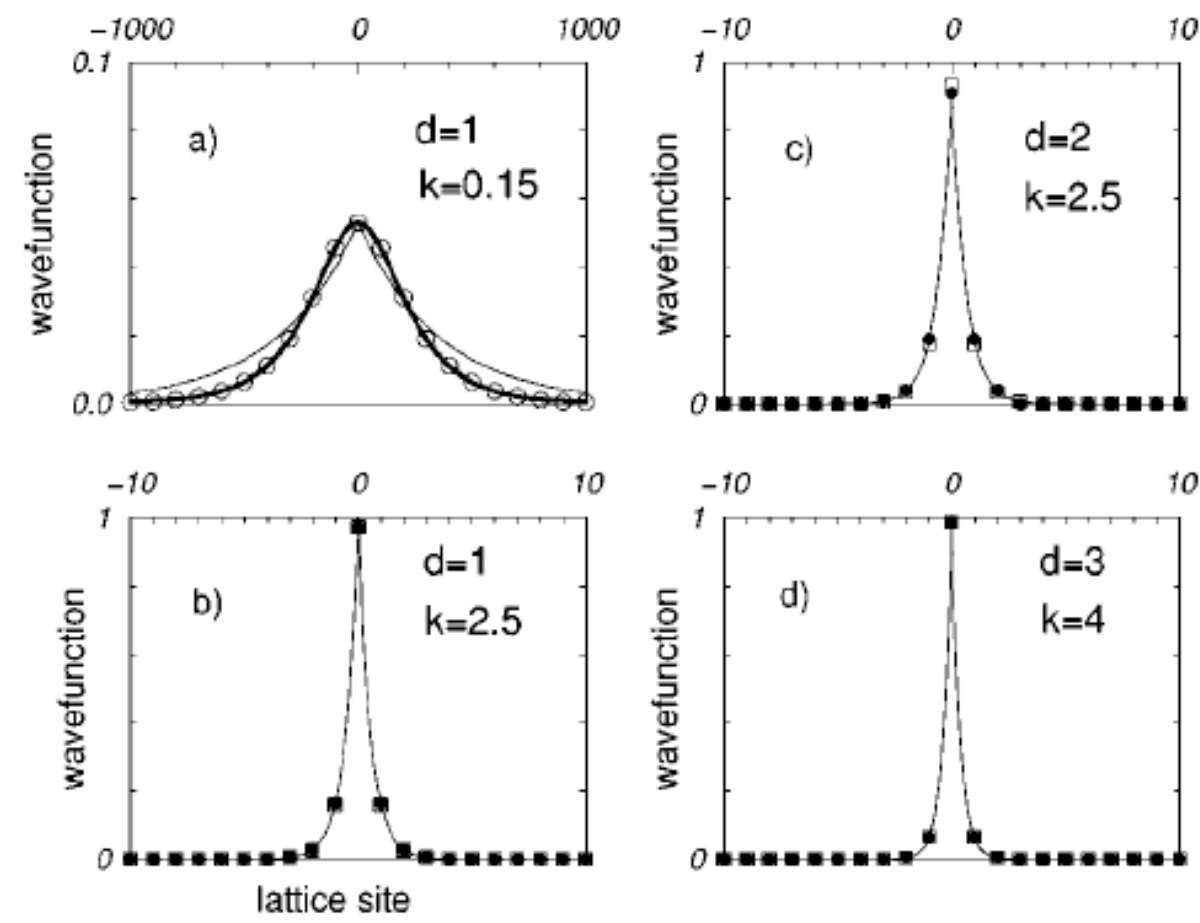 −1000 0 1000
0.1
a)
d=1
k=0.15
wavefunction
0.0
−10 0 10
1
c)
d=2
k=2.5
wavefunction
0
−10 0 10
1
b)
d=1
k=2.5
wavefunction
0
lattice site
−10 0 10
1
d)
d=3
k=4
wavefunction
0